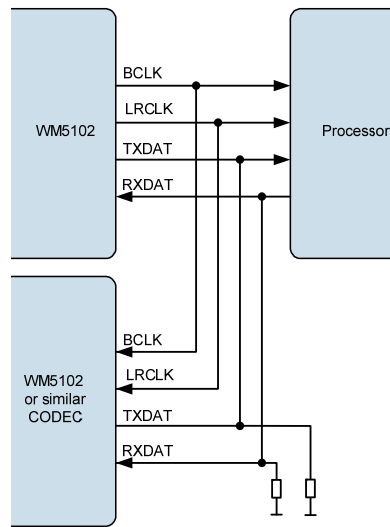 BCLK
LRCLK
WM5102
Processor
TXDAT
RXDAT
BCLK
LRCLK
WM5102
or similar
CODEC
TXDAT
RXDAT